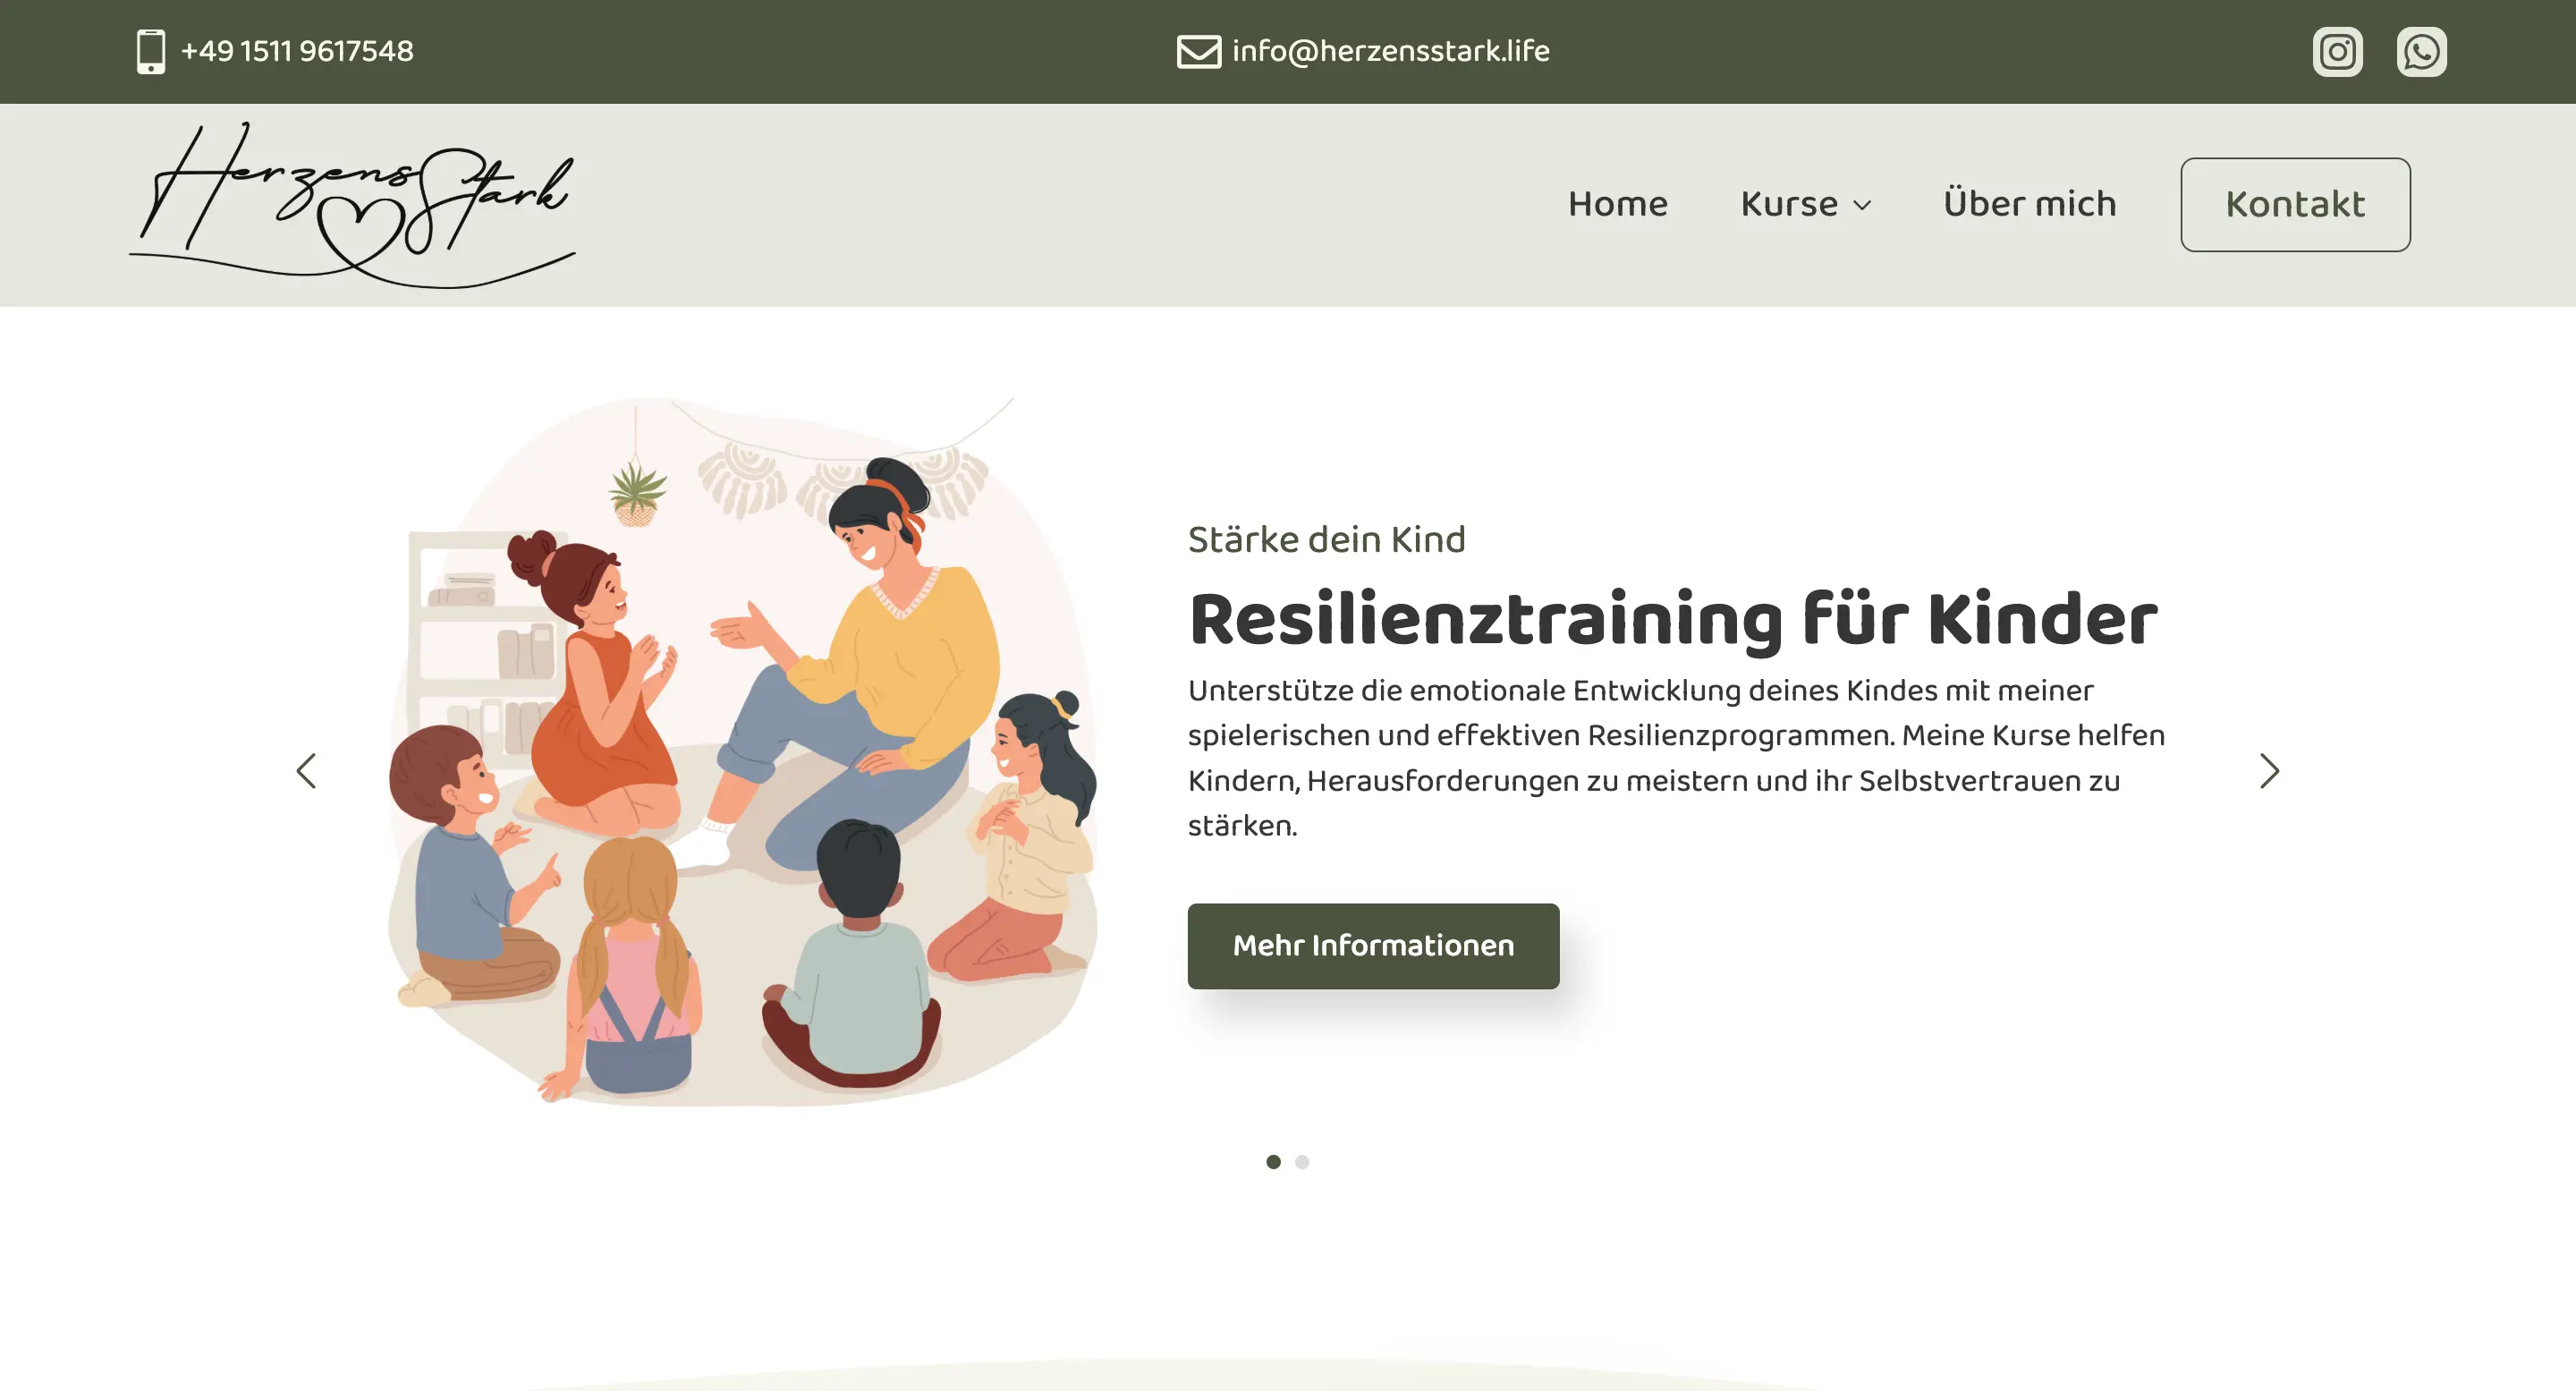 +49 1511 9617548
info@herzensstark.life
HerzensStark
Home
Kurse
Über mich
Kontakt
Stärke dein Kind
Resilienztraining für Kinder
Unterstütze die emotionale Entwicklung deines Kindes mit meiner
spielerischen und effektiven Resilienzprogrammen. Meine Kurse helfen
Kindern, Herausforderungen zu meistern und ihr Selbstvertrauen zu
stärken.
Mehr Informationen